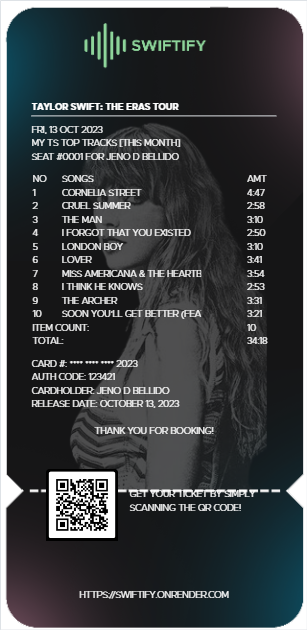 SWIFTIFY
TAYLOR SWIFT: THE ERAS TOUR
FRI, 13 OCT 2023
MY TS TOP TRACKS [THIS MONTH]
SEAT #0001 FOR JENO D BELLIDO
NO SONGS AMT
1 CORNELIA STREET 4:47
2 CRUEL SUMMER 2:58
3 THE MAN 3:10
4 I FORGOT THAT YOU EXISTED 2:50
5 LONDON BOY 3:10
6 LOVER 3:41
7 MISS AMERICANA & THE HEARTB 3:54
8 I THINK HE KNOWS 2:53
9 THE ARCHER 3:31
10 SOON YOU'LL GET BETTER (FEA 3:21
ITEM COUNT: 10
TOTAL: 34:18
CARD #: **** **** **** 2023
AUTH CODE: 123421
CARDHOLDER: JENO D BELLIDO
RELEASE DATE: OCTOBER 13, 2023
THANK YOU FOR BOOKING!
GET YOUR TICKET BY SIMPLY
SCANNING THE QR CODE!
HTTPS://SWIFTIFY.ONRENDER.COM